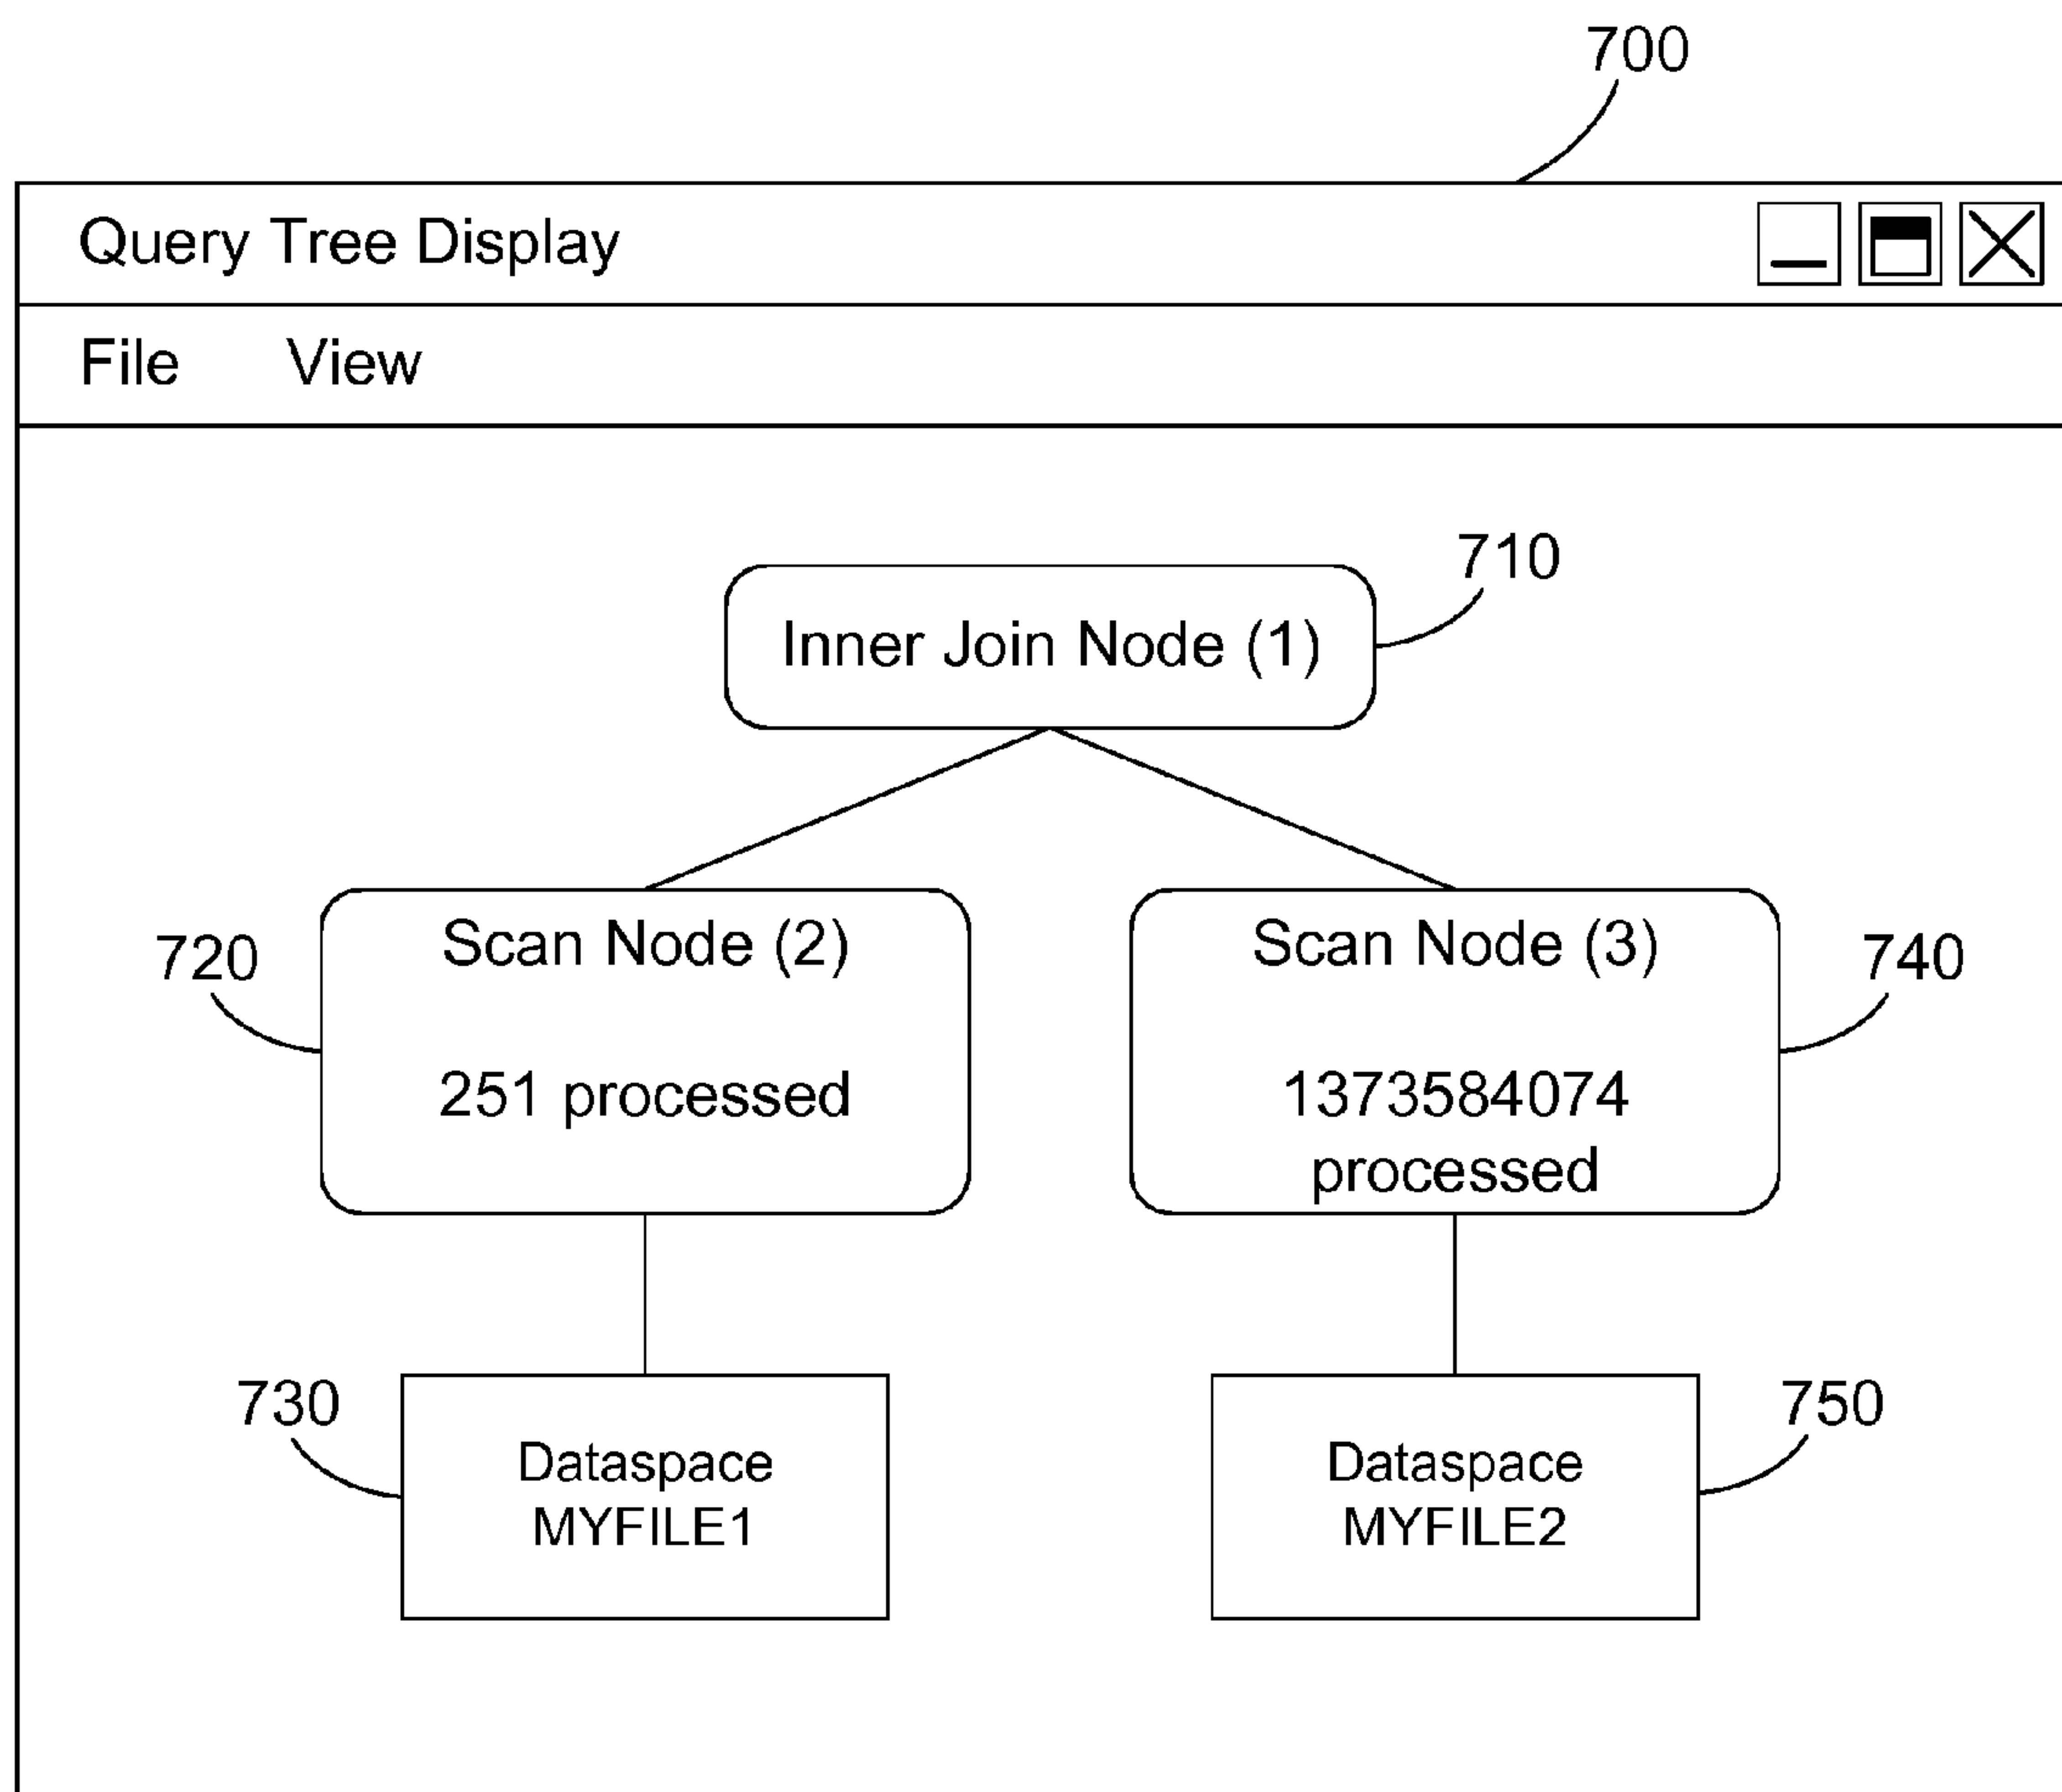 700
Query Tree Display
File View
710
Inner Join Node (1)
720
Scan Node (2)
251 processed
Scan Node (3)
1373584074
processed
740
730
Dataspace
MYFILE1
Dataspace
MYFILE2
750